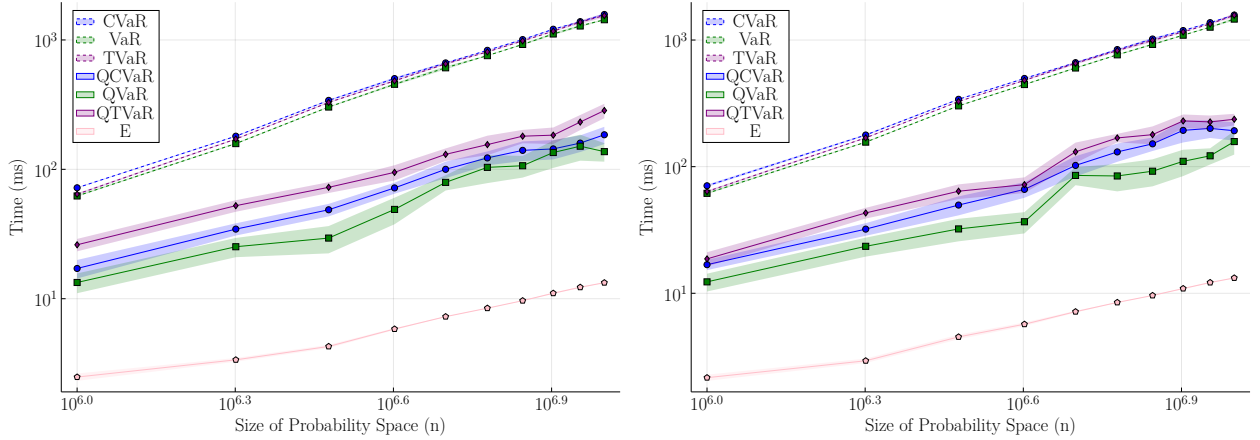 CVaR
VaR
TVaR
QCVaR
QVaR
QTVaR
E
10^3
10^2
10^1
Time (ms)
10^6.0
10^6.3
10^6.6
10^6.9
Size of Probability Space (n)
CVaR
VaR
TVaR
QCVaR
QVaR
QTVaR
E
10^3
10^2
10^1
Time (ms)
10^6.0
10^6.3
10^6.6
10^6.9
Size of Probability Space (n)